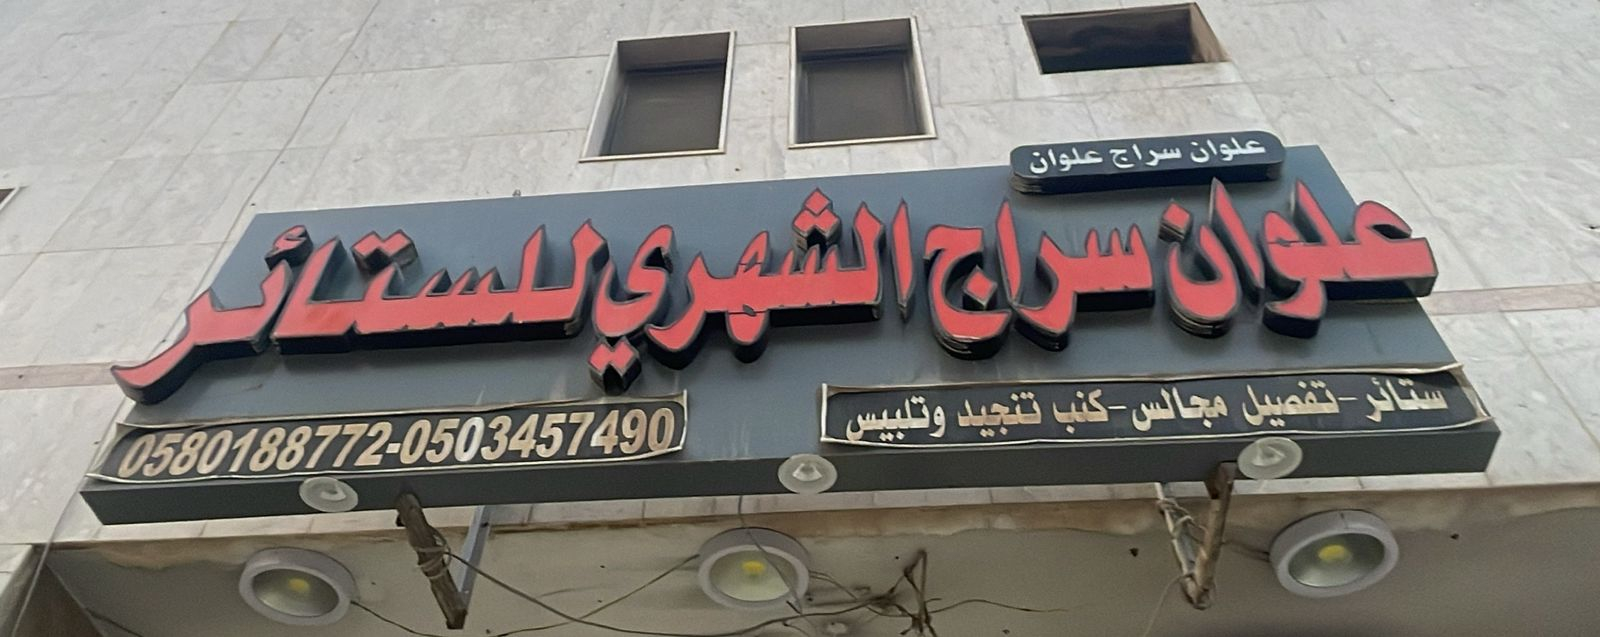 علوان سراج علوان
علوان سراج الشهري للستائر
ستائر - تفصيل مجالس - كنب تنجيد وتلبيس
0580188772-0503457490